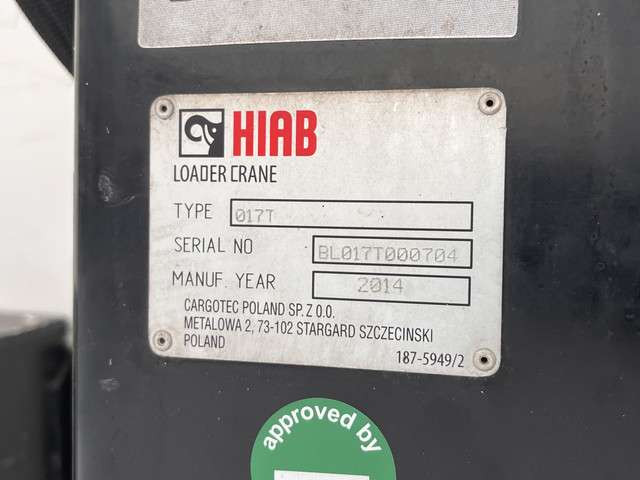 HIAB
LOADER CRANE
TYPE 017T
SERIAL NO BL017T000704
MANUF. YEAR 2014
CARGOTEC POLAND SP. Z O.O.
METALOWA 2, 73-102 STARGARD SZCZECINSKI
POLAND
187-5949/2
approved by